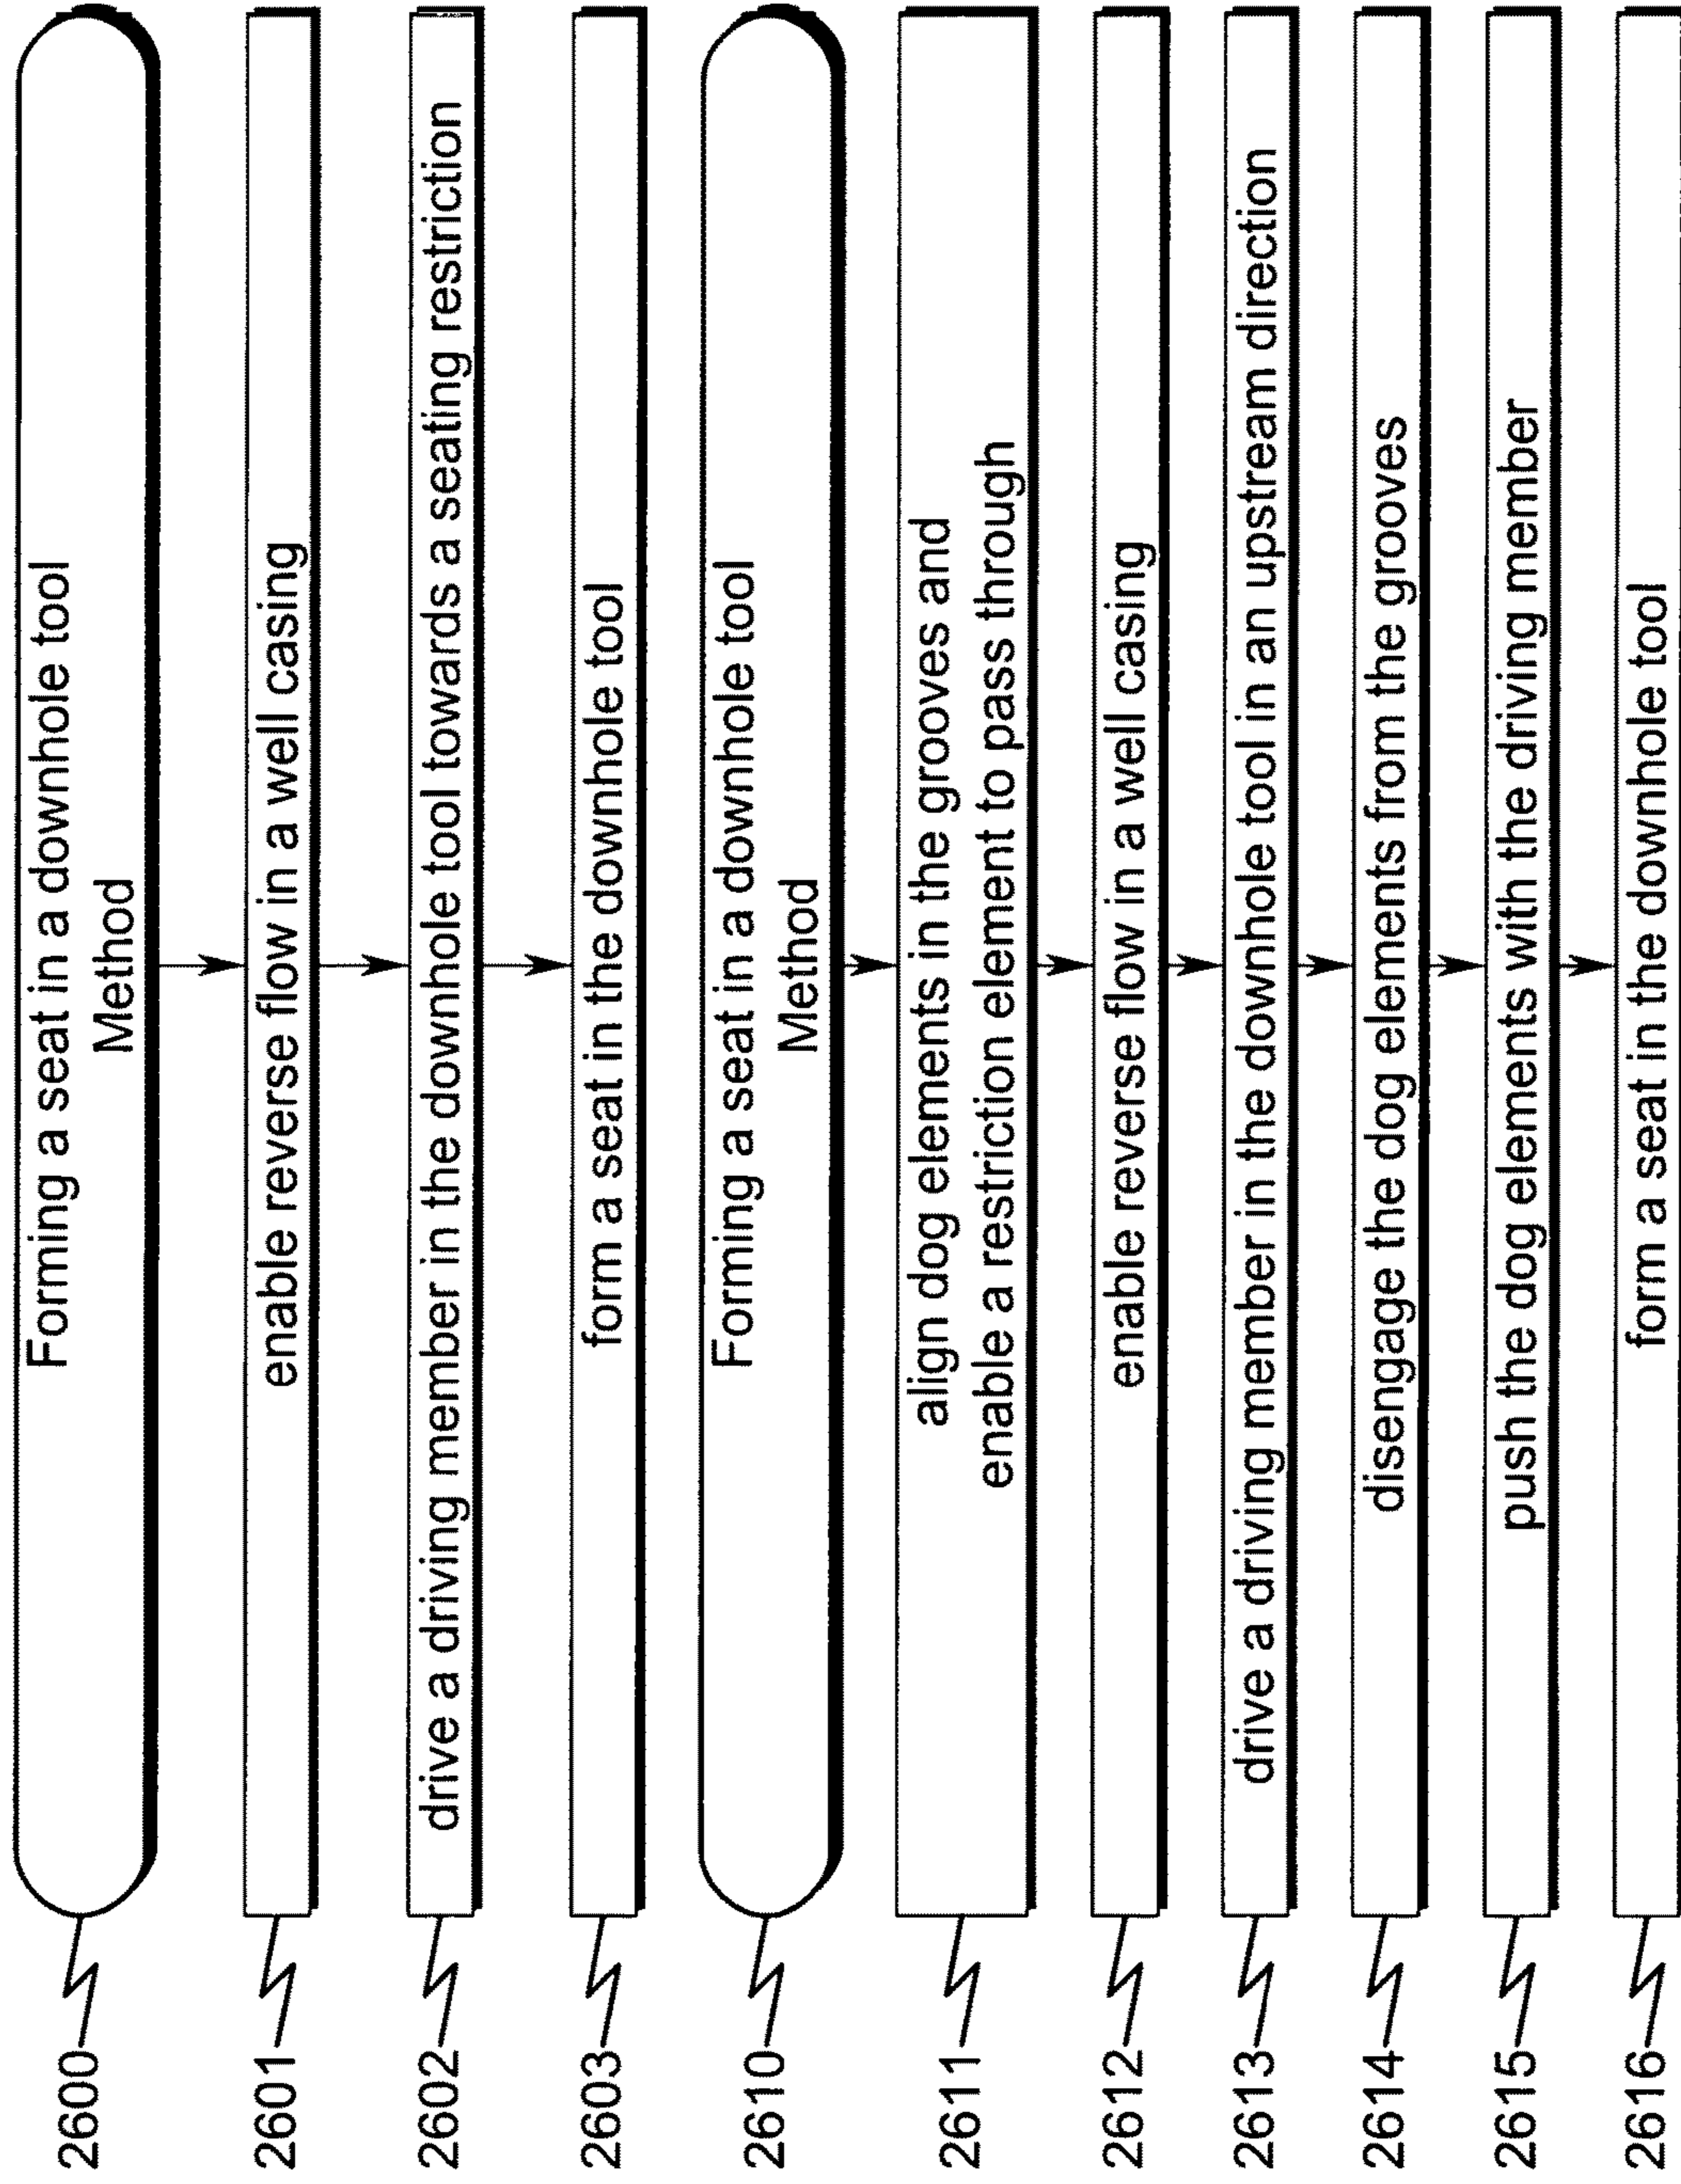 2600
Forming a seat in a downhole tool
Method
2601
enable reverse flow in a well casing
2602
drive a driving member in the downhole tool towards a seating restriction
2603
form a seat in the downhole tool
2610
Forming a seat in a downhole tool
Method
2611
align dog elements in the grooves and
enable a restriction element to pass through
2612
enable reverse flow in a well casing
2613
drive a driving member in the downhole tool in an upstream direction
2614
disengage the dog elements from the grooves
2615
push the dog elements with the driving member
2616
form a seat in the downhole tool